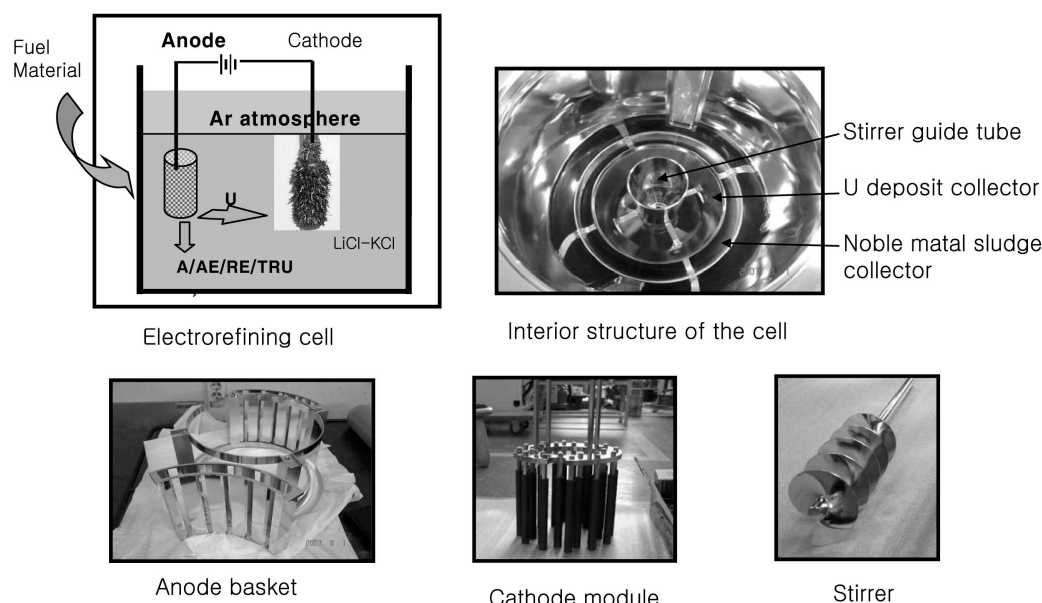 Fuel
Material
Anode
Cathode
Ar atmosphere
U
LiCl-KCl
A/AE/RE/TRU
Electrorefining cell
Stirrer guide tube
U deposit collector
Noble matal sludge
collector
Interior structure of the cell
Anode basket
Cathode module
Stirrer